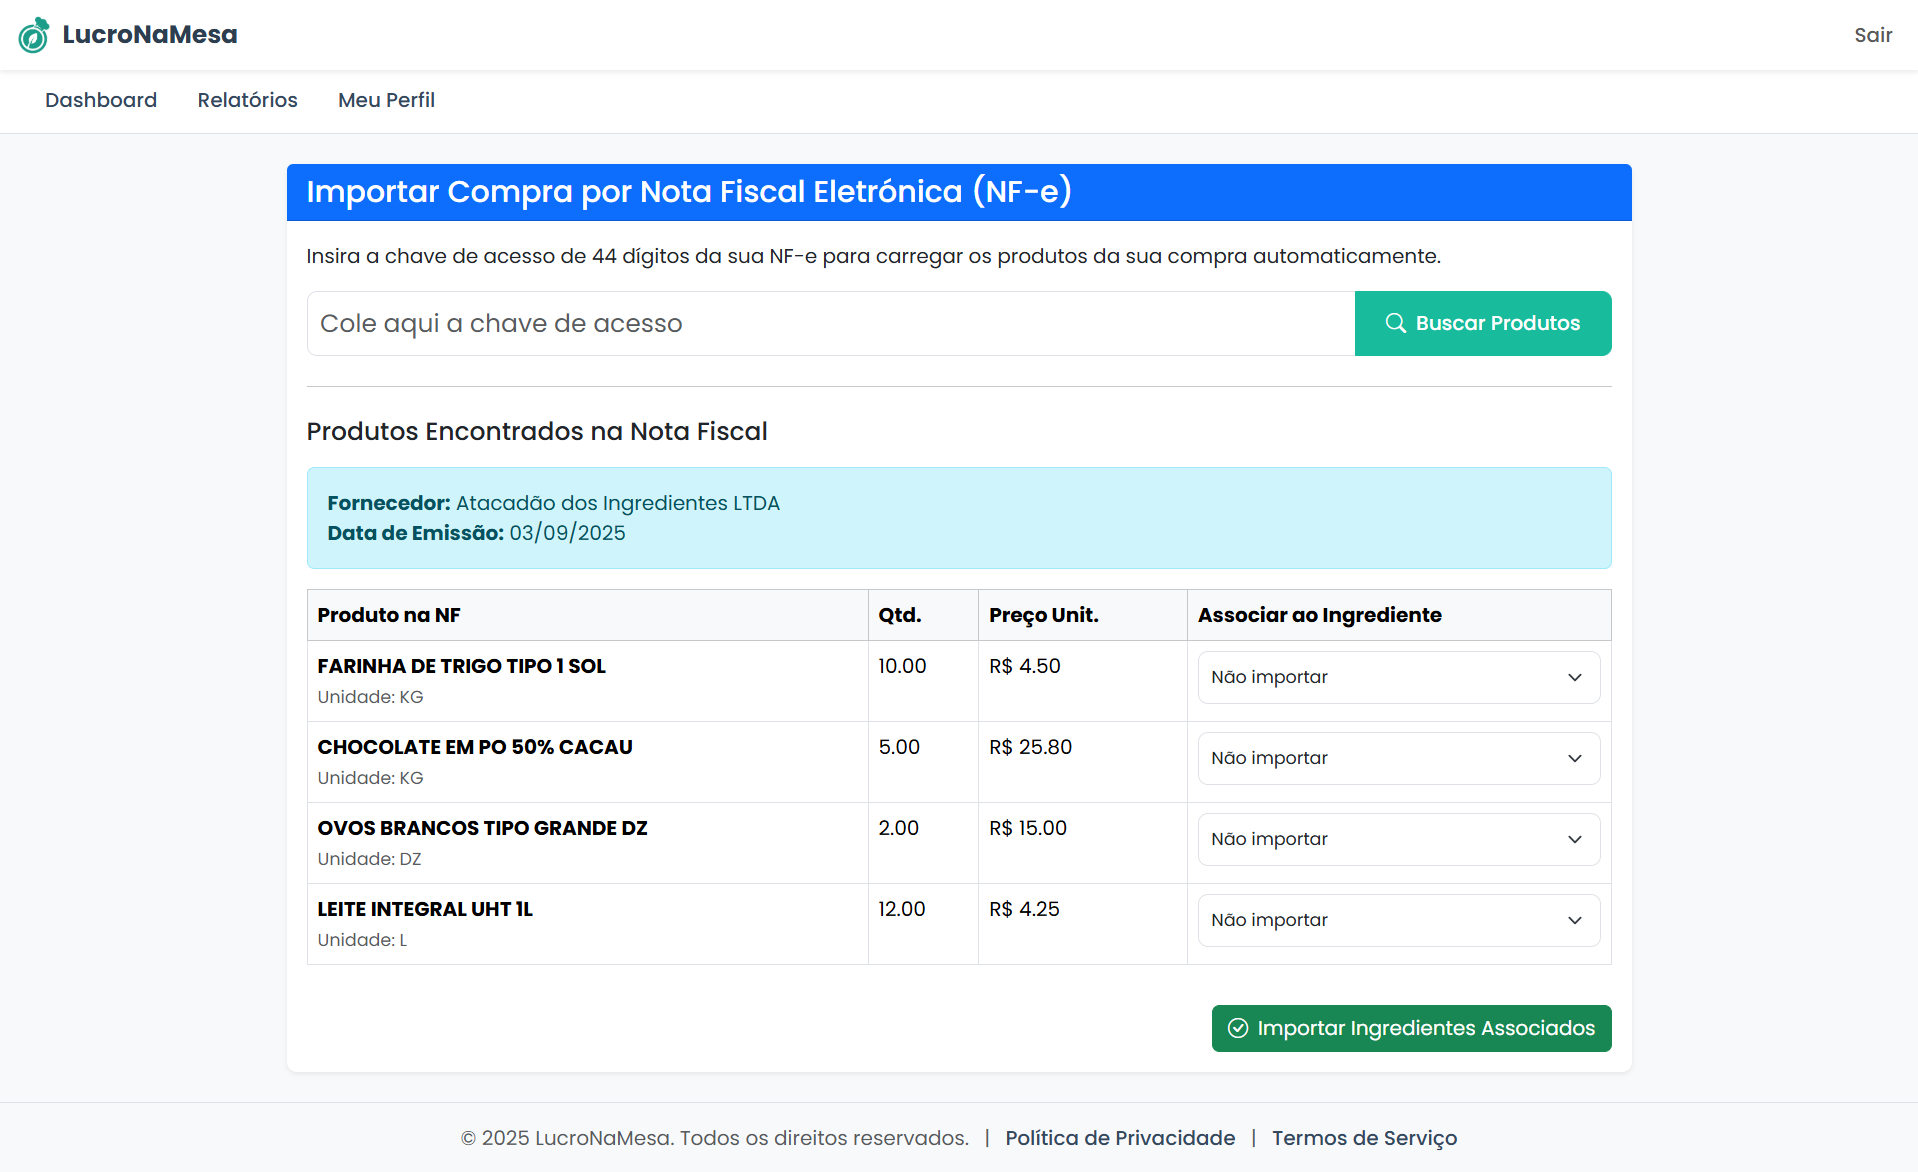 LucroNaMesa
Sair
Dashboard
Relatórios
Meu Perfil
Importar Compra por Nota Fiscal Eletrónica (NF-e)
Insira a chave de acesso de 44 dígitos da sua NF-e para carregar os produtos da sua compra automaticamente.
Cole aqui a chave de acesso
Buscar Produtos
Produtos Encontrados na Nota Fiscal
Fornecedor: Atacadão dos Ingredientes LTDA
Data de Emissão: 03/09/2025
Produto na NF
Qtd.
Preço Unit.
Associar ao Ingrediente
FARINHA DE TRIGO TIPO 1 SOL
Unidade: KG
10.00
R$ 4.50
Não importar
CHOCOLATE EM PO 50% CACAU
Unidade: KG
5.00
R$ 25.80
Não importar
OVOS BRANCOS TIPO GRANDE DZ
Unidade: DZ
2.00
R$ 15.00
Não importar
LEITE INTEGRAL UHT 1L
Unidade: L
12.00
R$ 4.25
Não importar
Importar Ingredientes Associados
© 2025 LucroNaMesa. Todos os direitos reservados. | Política de Privacidade | Termos de Serviço